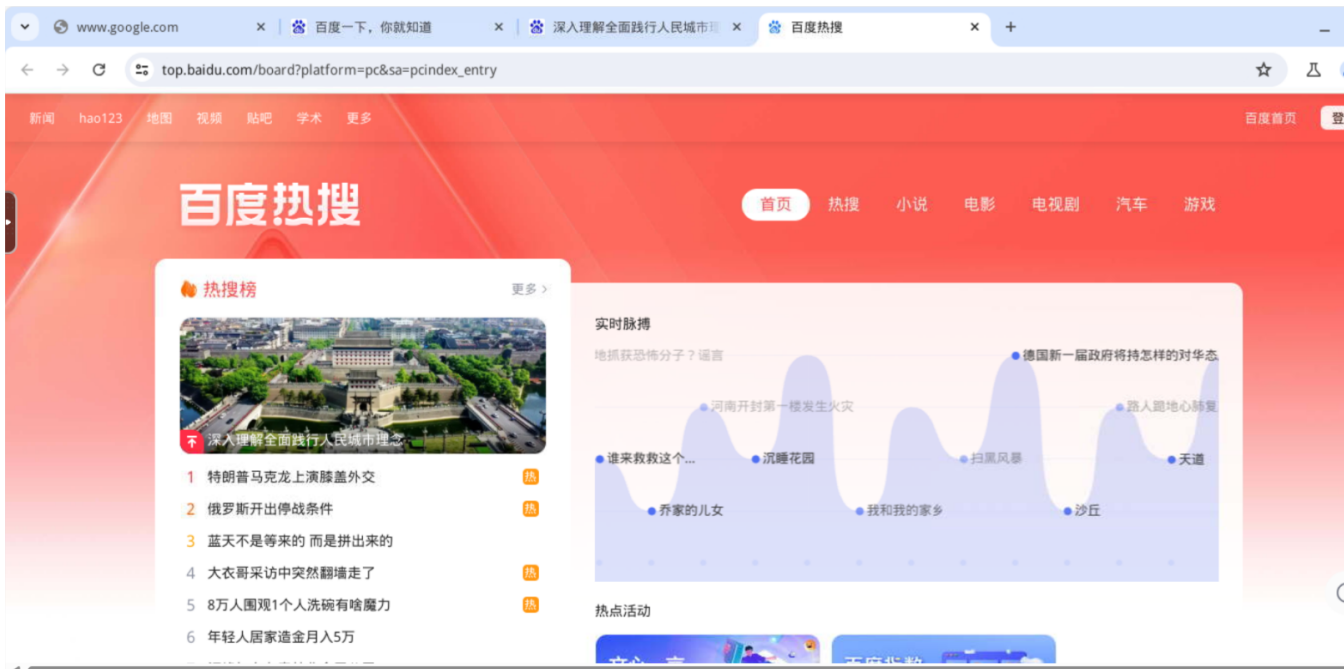 www.google.com
百度一下，你就知道
深入理解全面践行人民城市理
百度热搜
top.baidu.com/board?platform=pc&sa=pcindex_entry
新闻 hao123 地图 视频 贴吧 学术 更多
百度首页 登
百度热搜
首页 热搜 小说 电影 电视剧 汽车 游戏
热搜榜
更多
深入理解全面践行人民城市理念
1 特朗普马克龙上演膝盖外交 热
2 俄罗斯开出停战条件 热
3 蓝天不是等来的 而是拼出来的
4 大衣哥采访中突然翻墙走了 热
5 8万人围观1个人洗碗有啥魔力 热
6 年轻人居家造金月入5万
实时脉搏
地抓获恐怖分子？谣言
德国新一届政府将持怎样的对华态
河南开封第一楼发生火灾
路人跪地心肺复
谁来救救这个...
沉睡花园
扫黑风暴
天道
乔家的儿女
我和我的家乡
沙丘
热点活动
百度指数